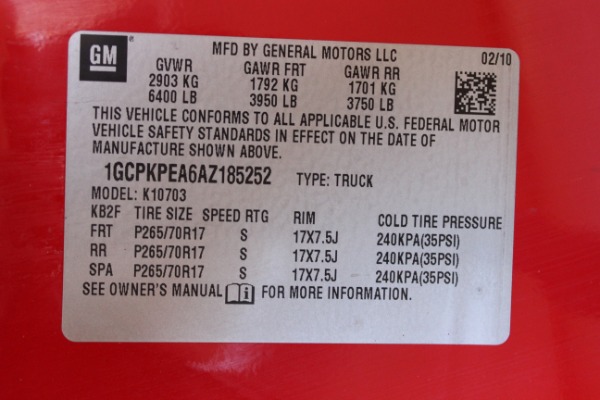 GM
MFD BY GENERAL MOTORS LLC 02/10
GVWR GAWR FRT GAWR RR
2903 KG 1792 KG 1701 KG
6400 LB 3950 LB 3750 LB
THIS VEHICLE CONFORMS TO ALL APPLICABLE U.S. FEDERAL MOTOR
VEHICLE SAFETY STANDARDS IN EFFECT ON THE DATE OF
MANUFACTURE SHOWN ABOVE.
1GCPKPEA6AZ185252 TYPE: TRUCK
MODEL: K10703
KB2F TIRE SIZE SPEED RTG RIM COLD TIRE PRESSURE
FRT P265/70R17 S 17X7.5J 240KPA(35PSI)
RR P265/70R17 S 17X7.5J 240KPA(35PSI)
SPA P265/70R17 S 17X7.5J 240KPA(35PSI)
SEE OWNER'S MANUAL i FOR MORE INFORMATION.